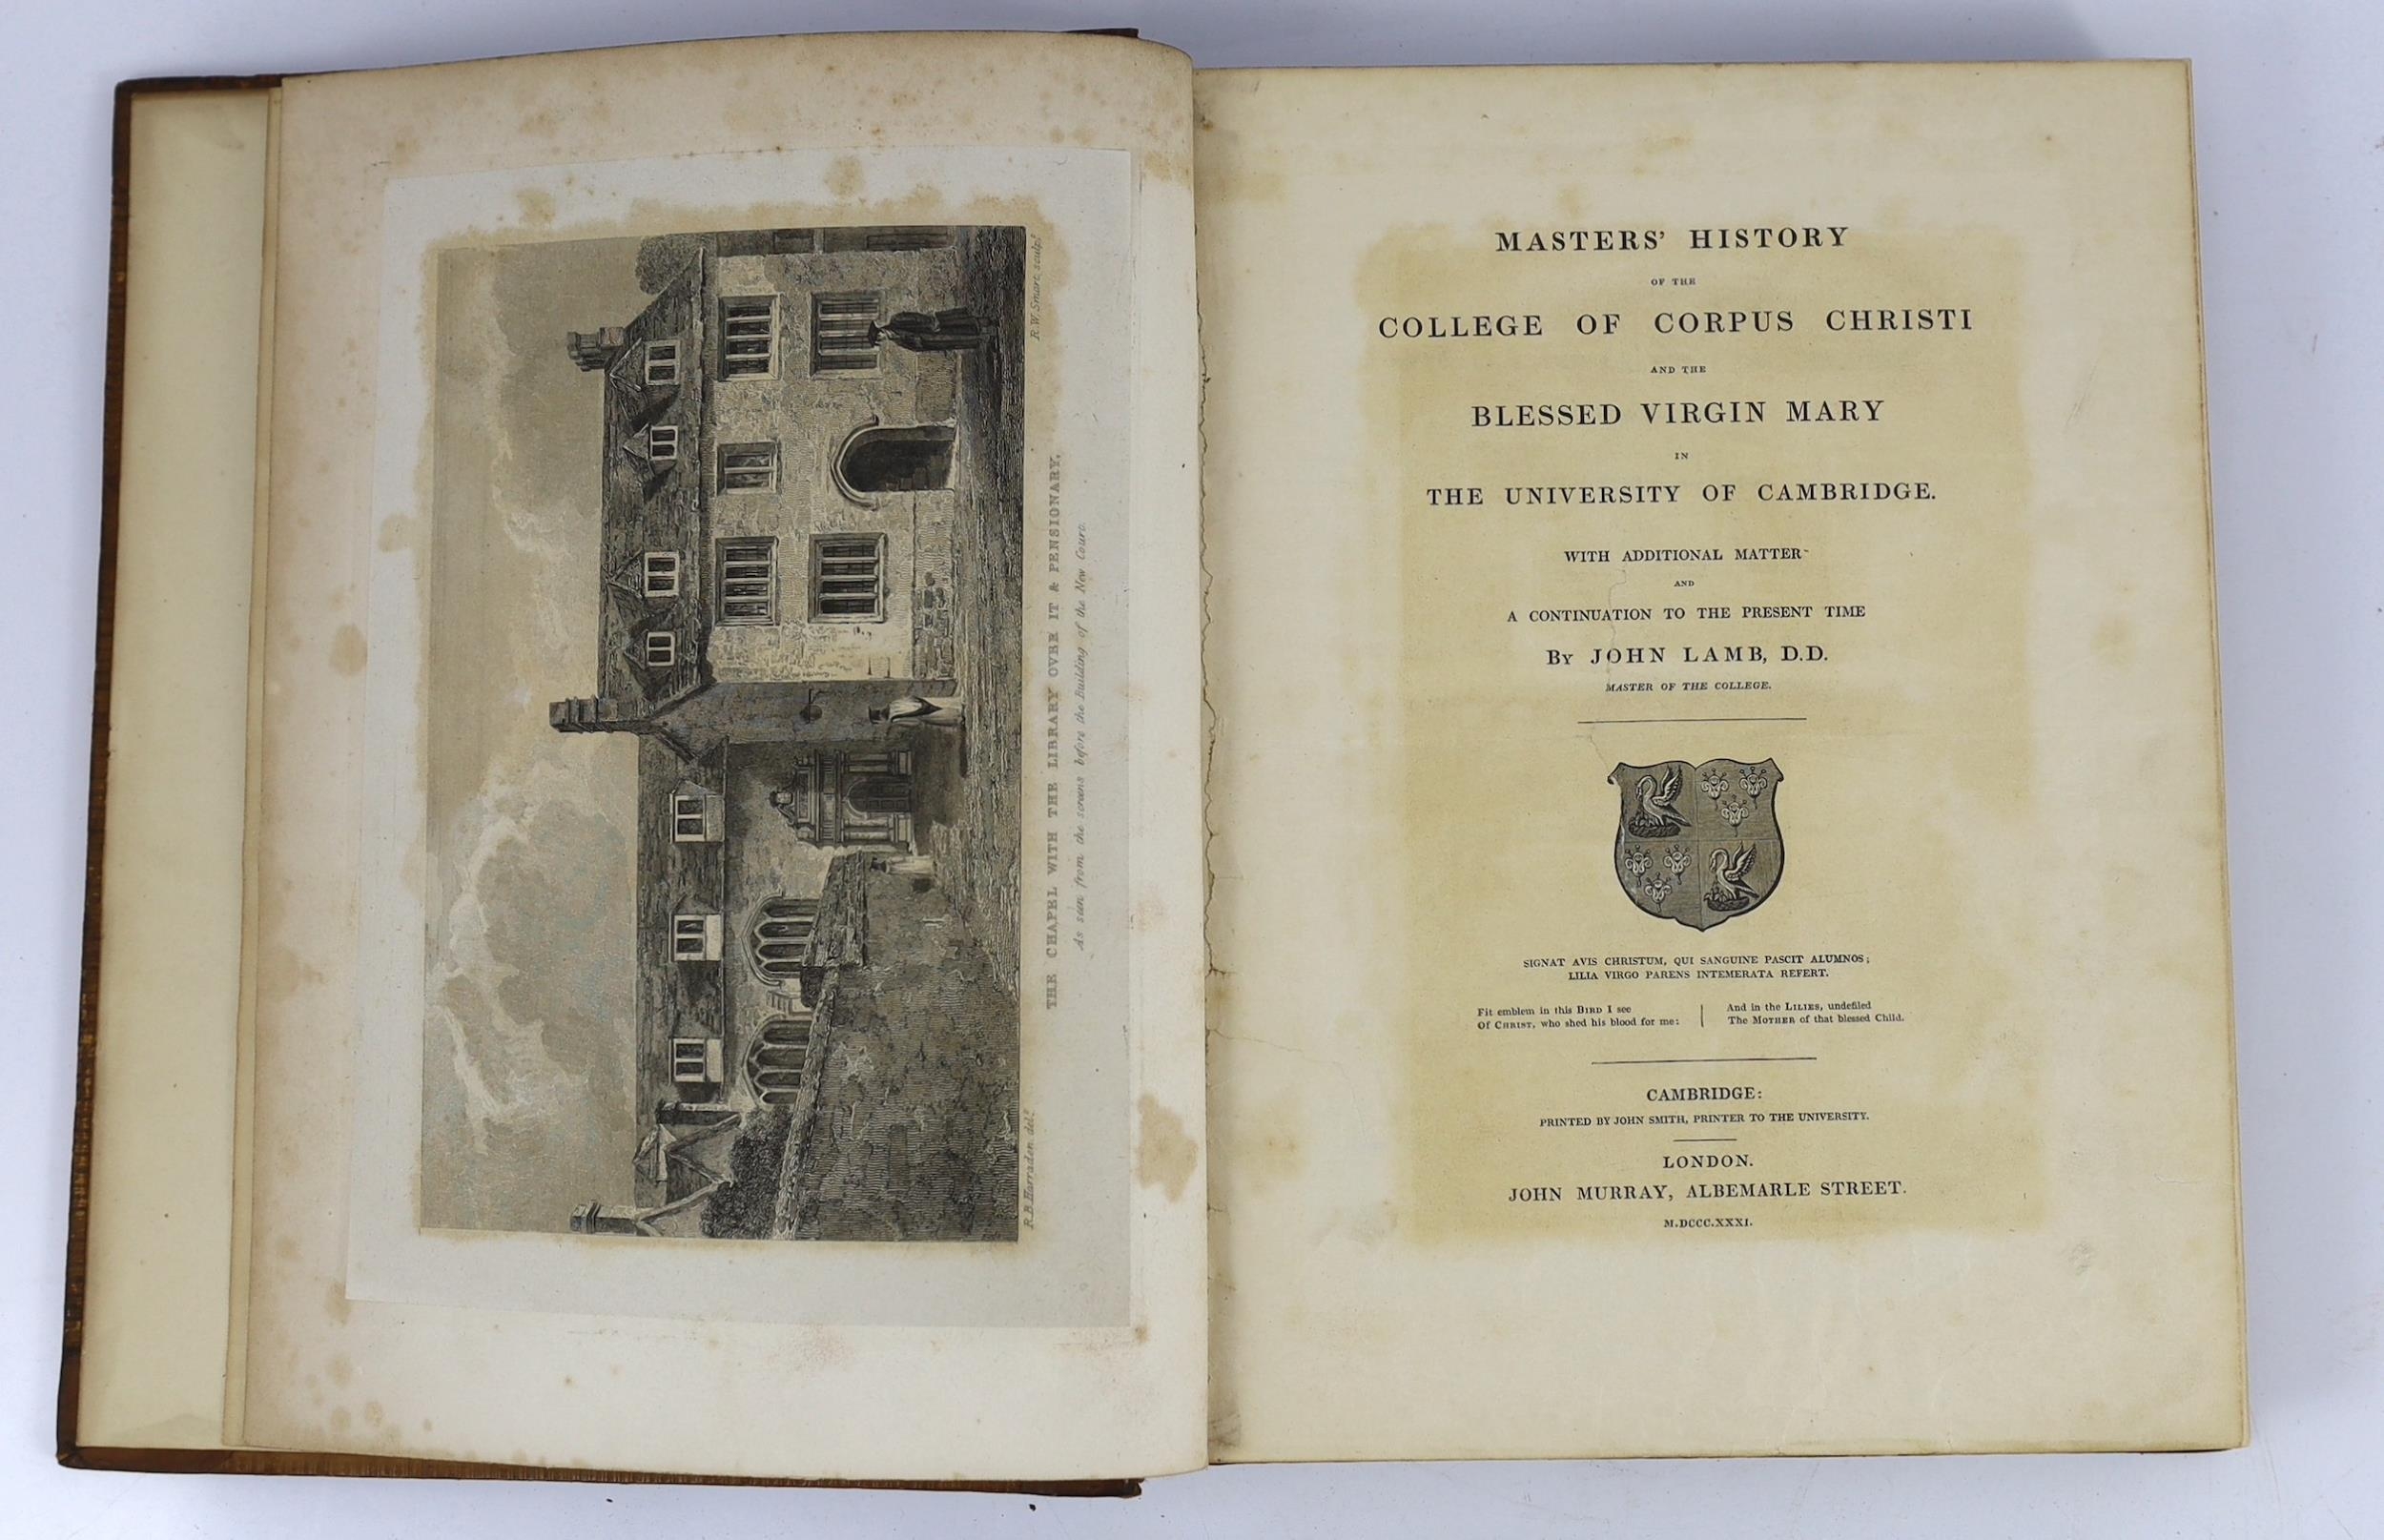 R.B. Harraden, delt.
R.W. Smart, sculpt.
THE CHAPEL WITH THE LIBRARY OVER IT & PENSIONARY.
As seen from the screens before the Building of the New Court.
MASTERS' HISTORY
OF THE
COLLEGE OF CORPUS CHRISTI
AND THE
BLESSED VIRGIN MARY
IN
THE UNIVERSITY OF CAMBRIDGE.
WITH ADDITIONAL MATTER
AND
A CONTINUATION TO THE PRESENT TIME
By JOHN LAMB, D.D.
MASTER OF THE COLLEGE.
SIGNAT AVIS CHRISTUM, QUI SANGUINE PASCIT ALUMNOS;
LILIA VIRGO PARENS INTEMERATA REFERT.
Fit emblem in this BIRD I see
Of CHRIST, who shed his blood for me:
And in the LILIES, undefiled
The MOTHER of that blessed Child.
CAMBRIDGE:
PRINTED BY JOHN SMITH, PRINTER TO THE UNIVERSITY.
LONDON.
JOHN MURRAY, ALBEMARLE STREET.
M.DCCC.XXXI.